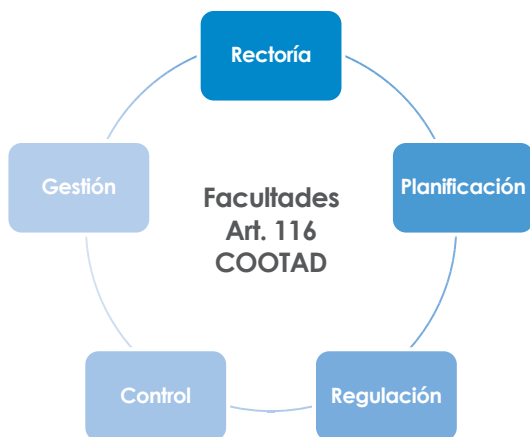 Rectoría
Planificación
Regulación
Control
Gestión
Facultades
Art. 116
COOTAD